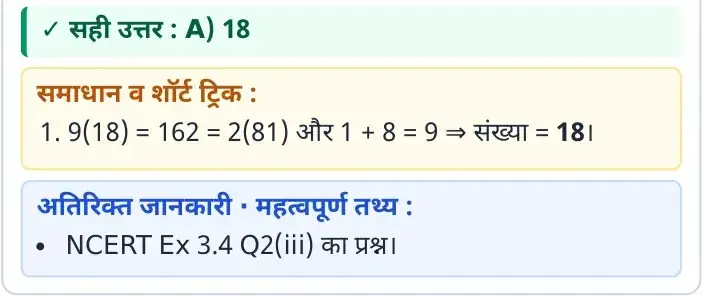 ✓ सही उत्तर : A) 18
समाधान व शॉर्ट ट्रिक :
1. 9(18) = 162 = 2(81) और 1 + 8 = 9 ⇒ संख्या = 18।
अतिरिक्त जानकारी · महत्वपूर्ण तथ्य :
• NCERT Ex 3.4 Q2(iii) का प्रश्न।